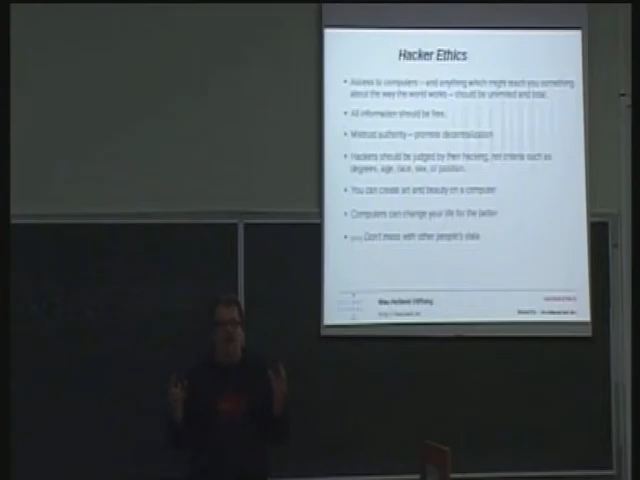 Hacker Ethics
Access to computers – and anything which might teach you something
about the way the world works – should be unlimited and total.
All information should be free.
Mistrust authority – promote decentralization
Hackers should be judged by their hacking, not criteria such as
degrees, age, race, sex, or position.
You can create art and beauty on a computer
Computers can change your life for the better
Don't mess with other people's data
Wau Holland Stiftung